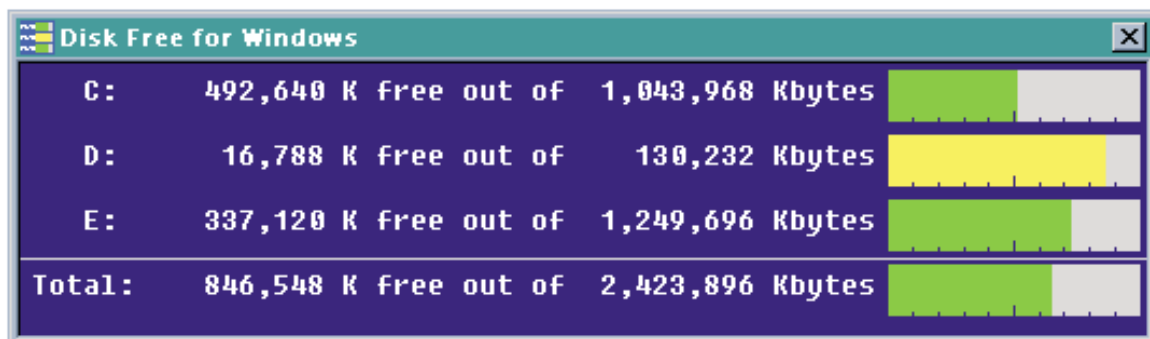 Disk Free for Windows
C: 492,640 K free out of 1,043,968 Kbytes
D: 16,788 K free out of 130,232 Kbytes
E: 337,120 K free out of 1,249,696 Kbytes
Total: 846,548 K free out of 2,423,896 Kbytes